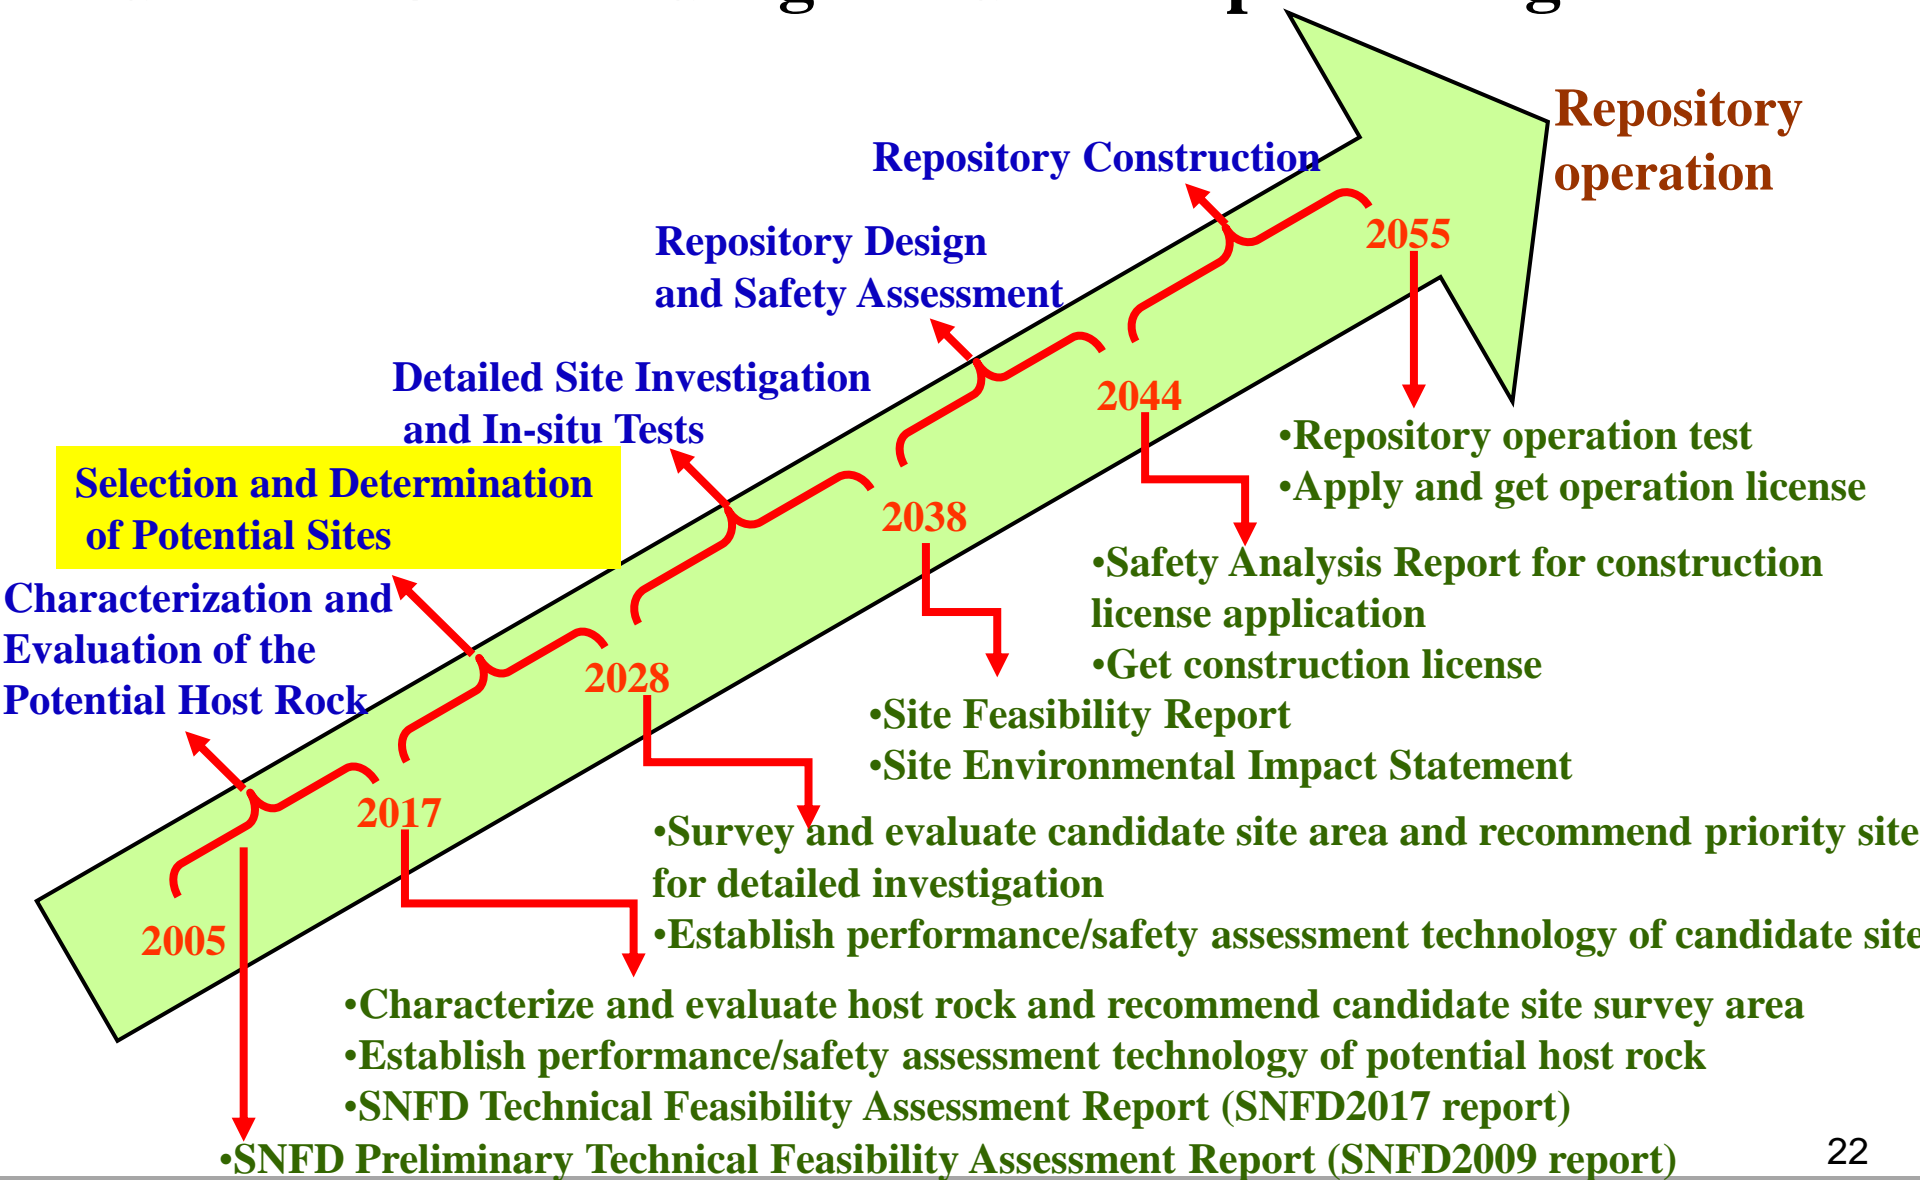 Repository
operation
Repository Construction
2055
Repository Design
and Safety Assessment
Detailed Site Investigation
and In-situ Tests
2044
•Repository operation test
•Apply and get operation license
Selection and Determination
of Potential Sites
2038
•Safety Analysis Report for construction
license application
•Get construction license
Characterization and
Evaluation of the
Potential Host Rock
2028
•Site Feasibility Report
•Site Environmental Impact Statement
2017
•Survey and evaluate candidate site area and recommend priority site
for detailed investigation
•Establish performance/safety assessment technology of candidate site
2005
•Characterize and evaluate host rock and recommend candidate site survey area
•Establish performance/safety assessment technology of potential host rock
•SNFD Technical Feasibility Assessment Report (SNFD2017 report)
•SNFD Preliminary Technical Feasibility Assessment Report (SNFD2009 report)
22